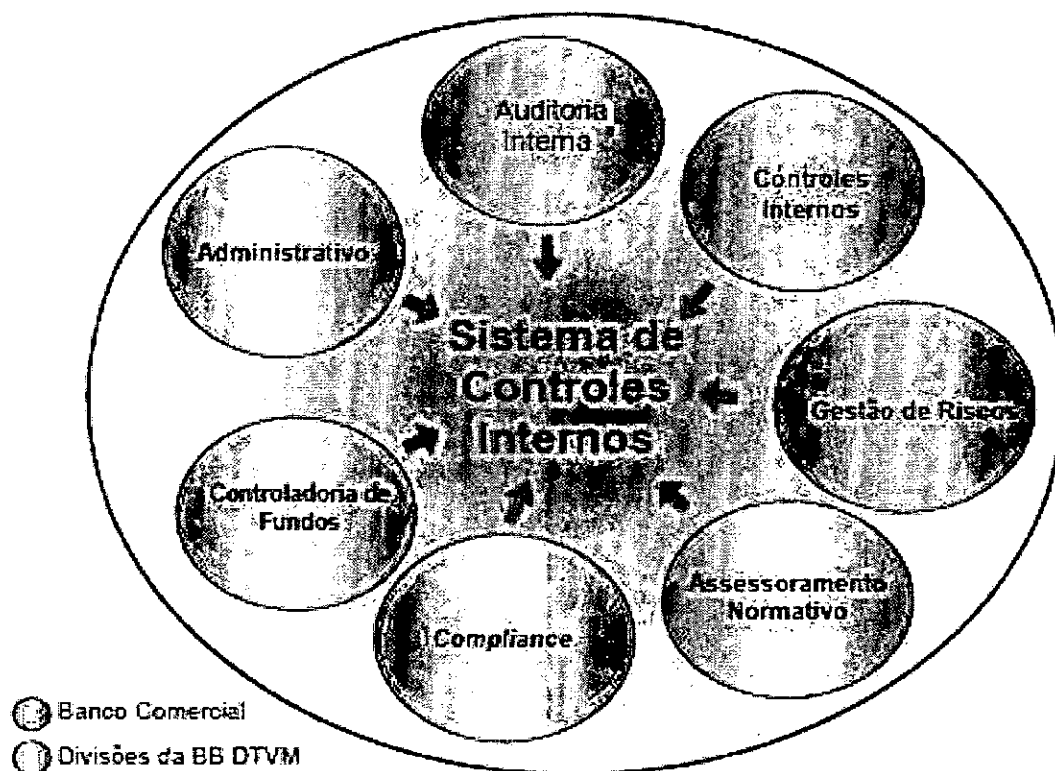 Auditoria
Interna
Controles
Internos
Administrativo
Sistema de
Controles
Internos
Gestão de Riscos
Controladoria de
Fundos
Assessoramento
Normativo
Compliance
Banco Comercial
Divisões da BB DTVM